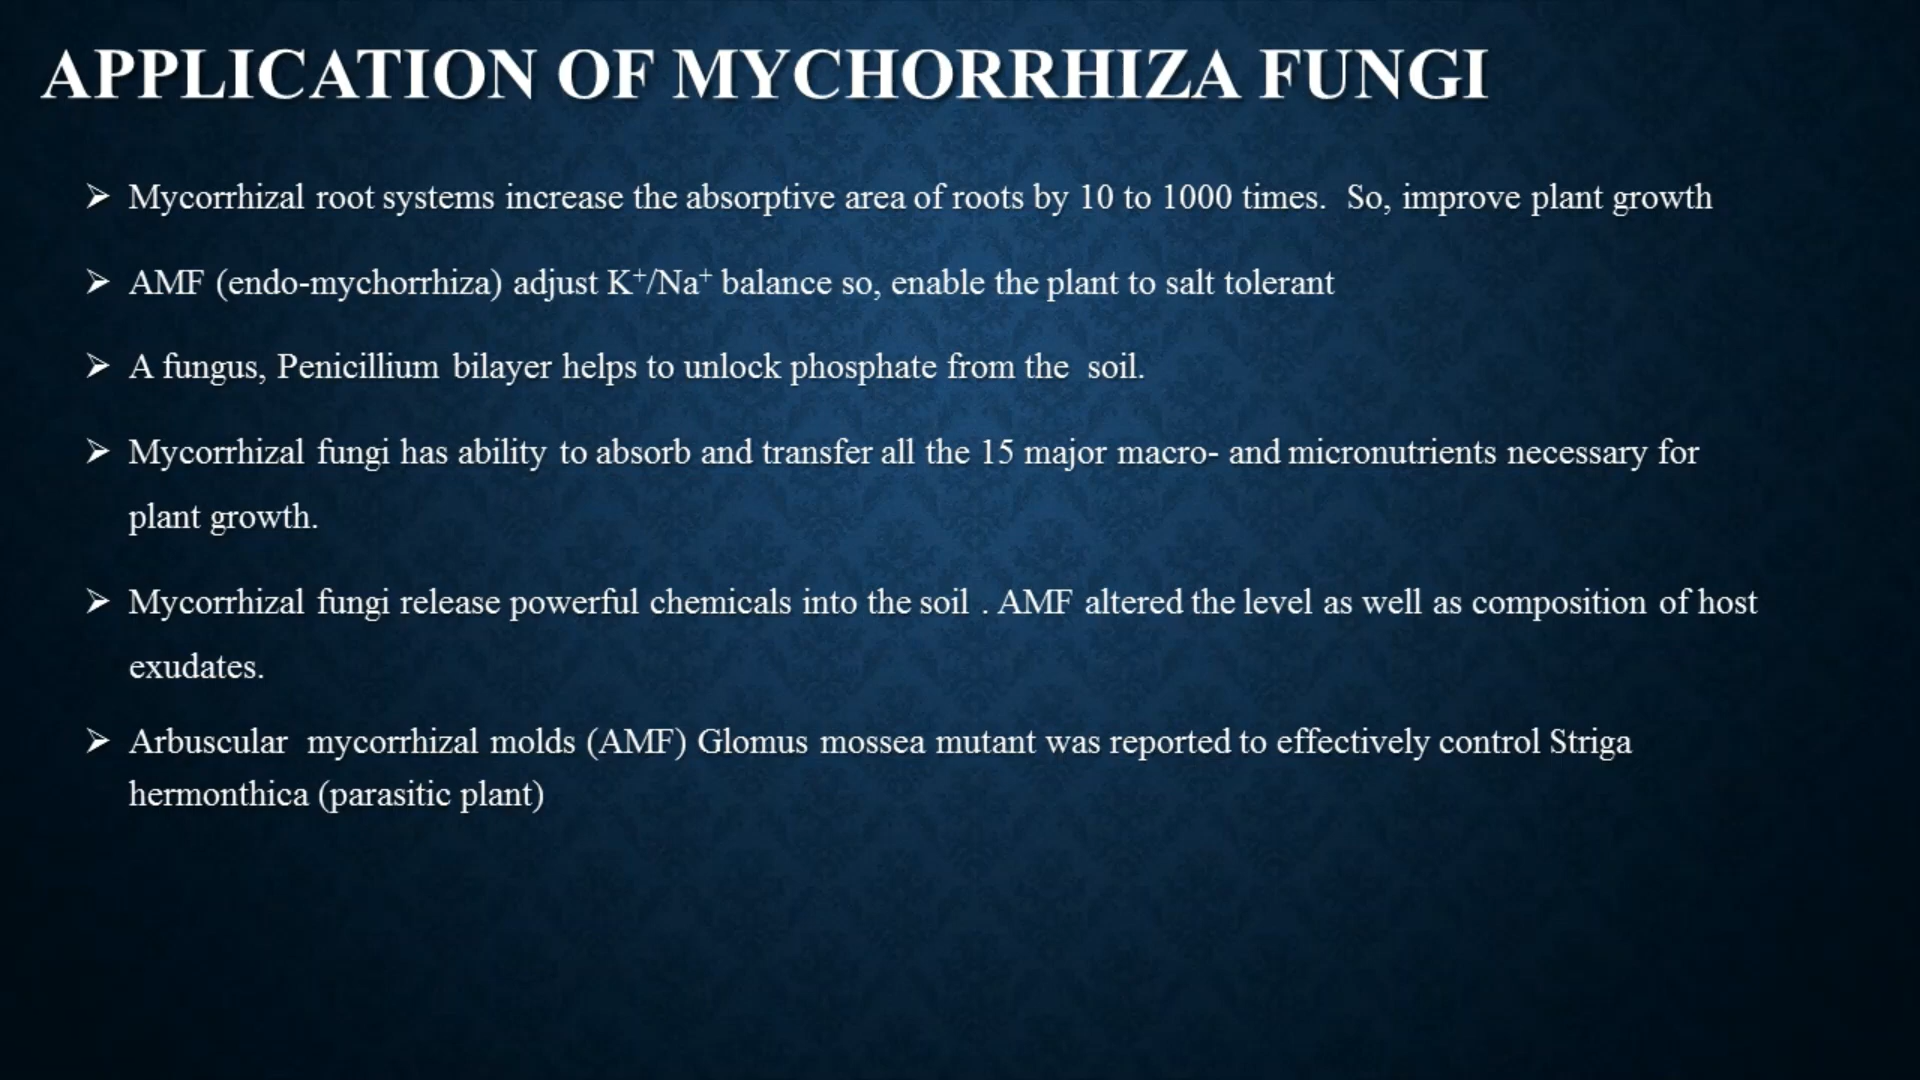 APPLICATION OF MYCHORRHIZA FUNGI
➢ Mycorrhizal root systems increase the absorptive area of roots by 10 to 1000 times. So, improve plant growth
➢ AMF (endo-mychorrhiza) adjust K⁺/Na⁺ balance so, enable the plant to salt tolerant
➢ A fungus, Penicillium bilayer helps to unlock phosphate from the soil.
➢ Mycorrhizal fungi has ability to absorb and transfer all the 15 major macro- and micronutrients necessary for
plant growth.
➢ Mycorrhizal fungi release powerful chemicals into the soil . AMF altered the level as well as composition of host
exudates.
➢ Arbuscular mycorrhizal molds (AMF) Glomus mossea mutant was reported to effectively control Striga
hermonthica (parasitic plant)